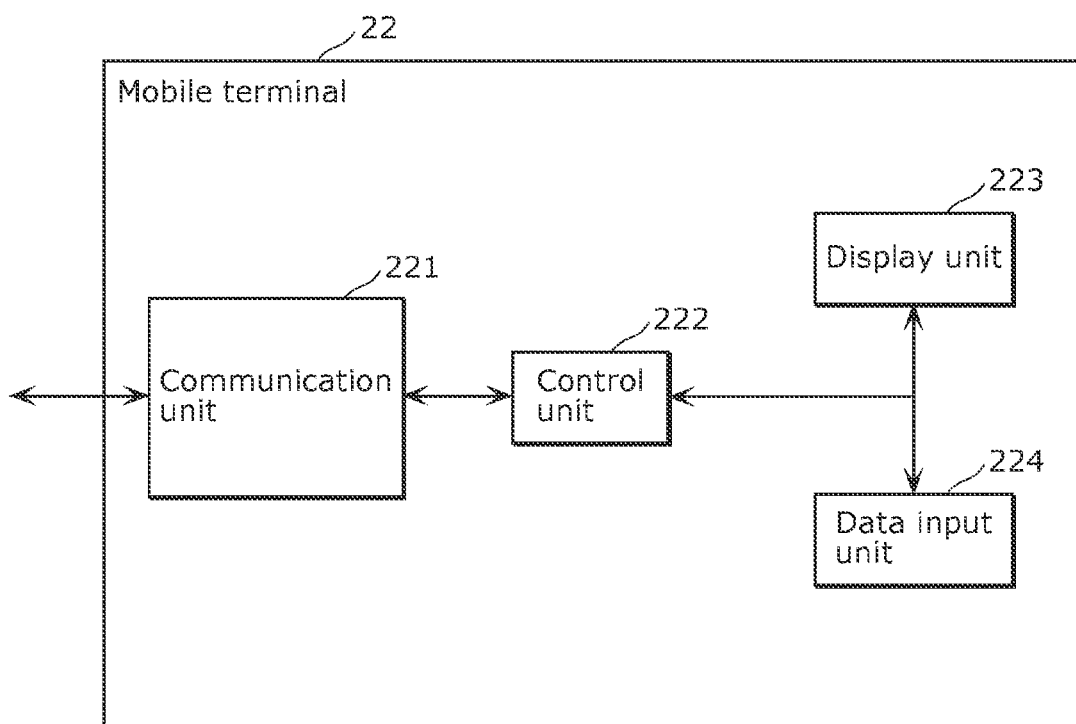 22
Mobile terminal
223
Display unit
221
222
Communication
unit
Control
unit
224
Data input
unit